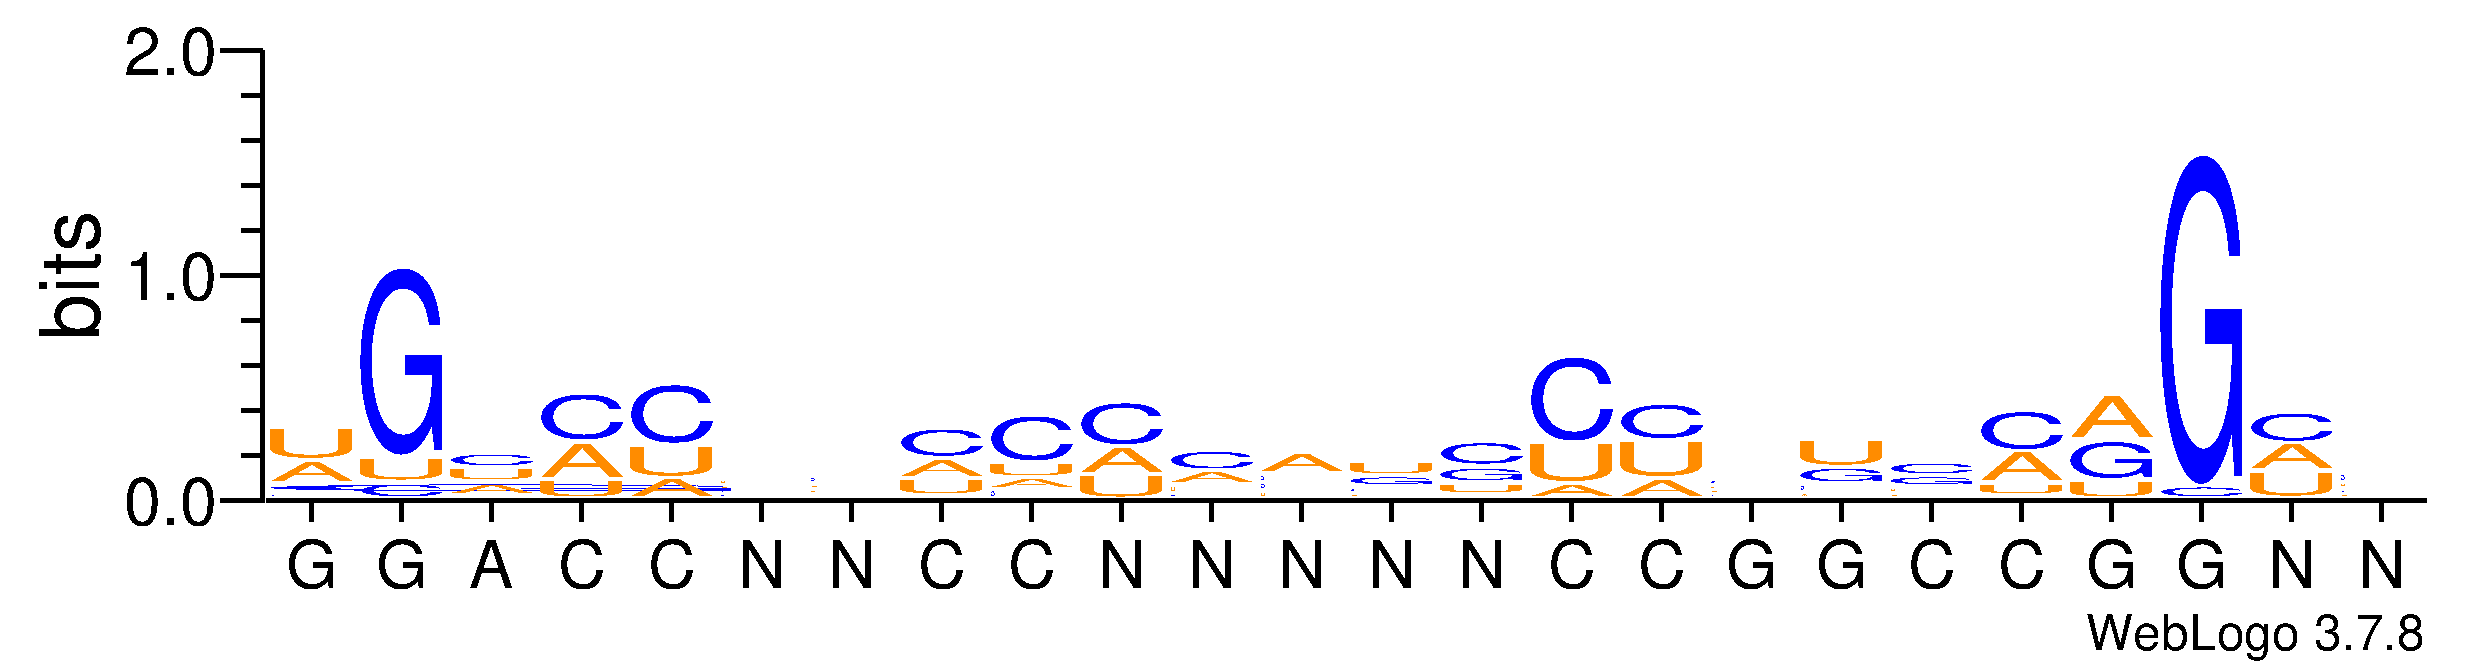 2.0
1.0
0.0
bits
U A G
G U C
C U A G
C A U G
C U A G
C A U
C U A
C A U
C A
A
U G
C G U
C U A
C U A
U G
C G
C A U
A G U
G C
C A U
G G A C C N N C C N N N N N C C G G C C G G N N
WebLogo 3.7.8